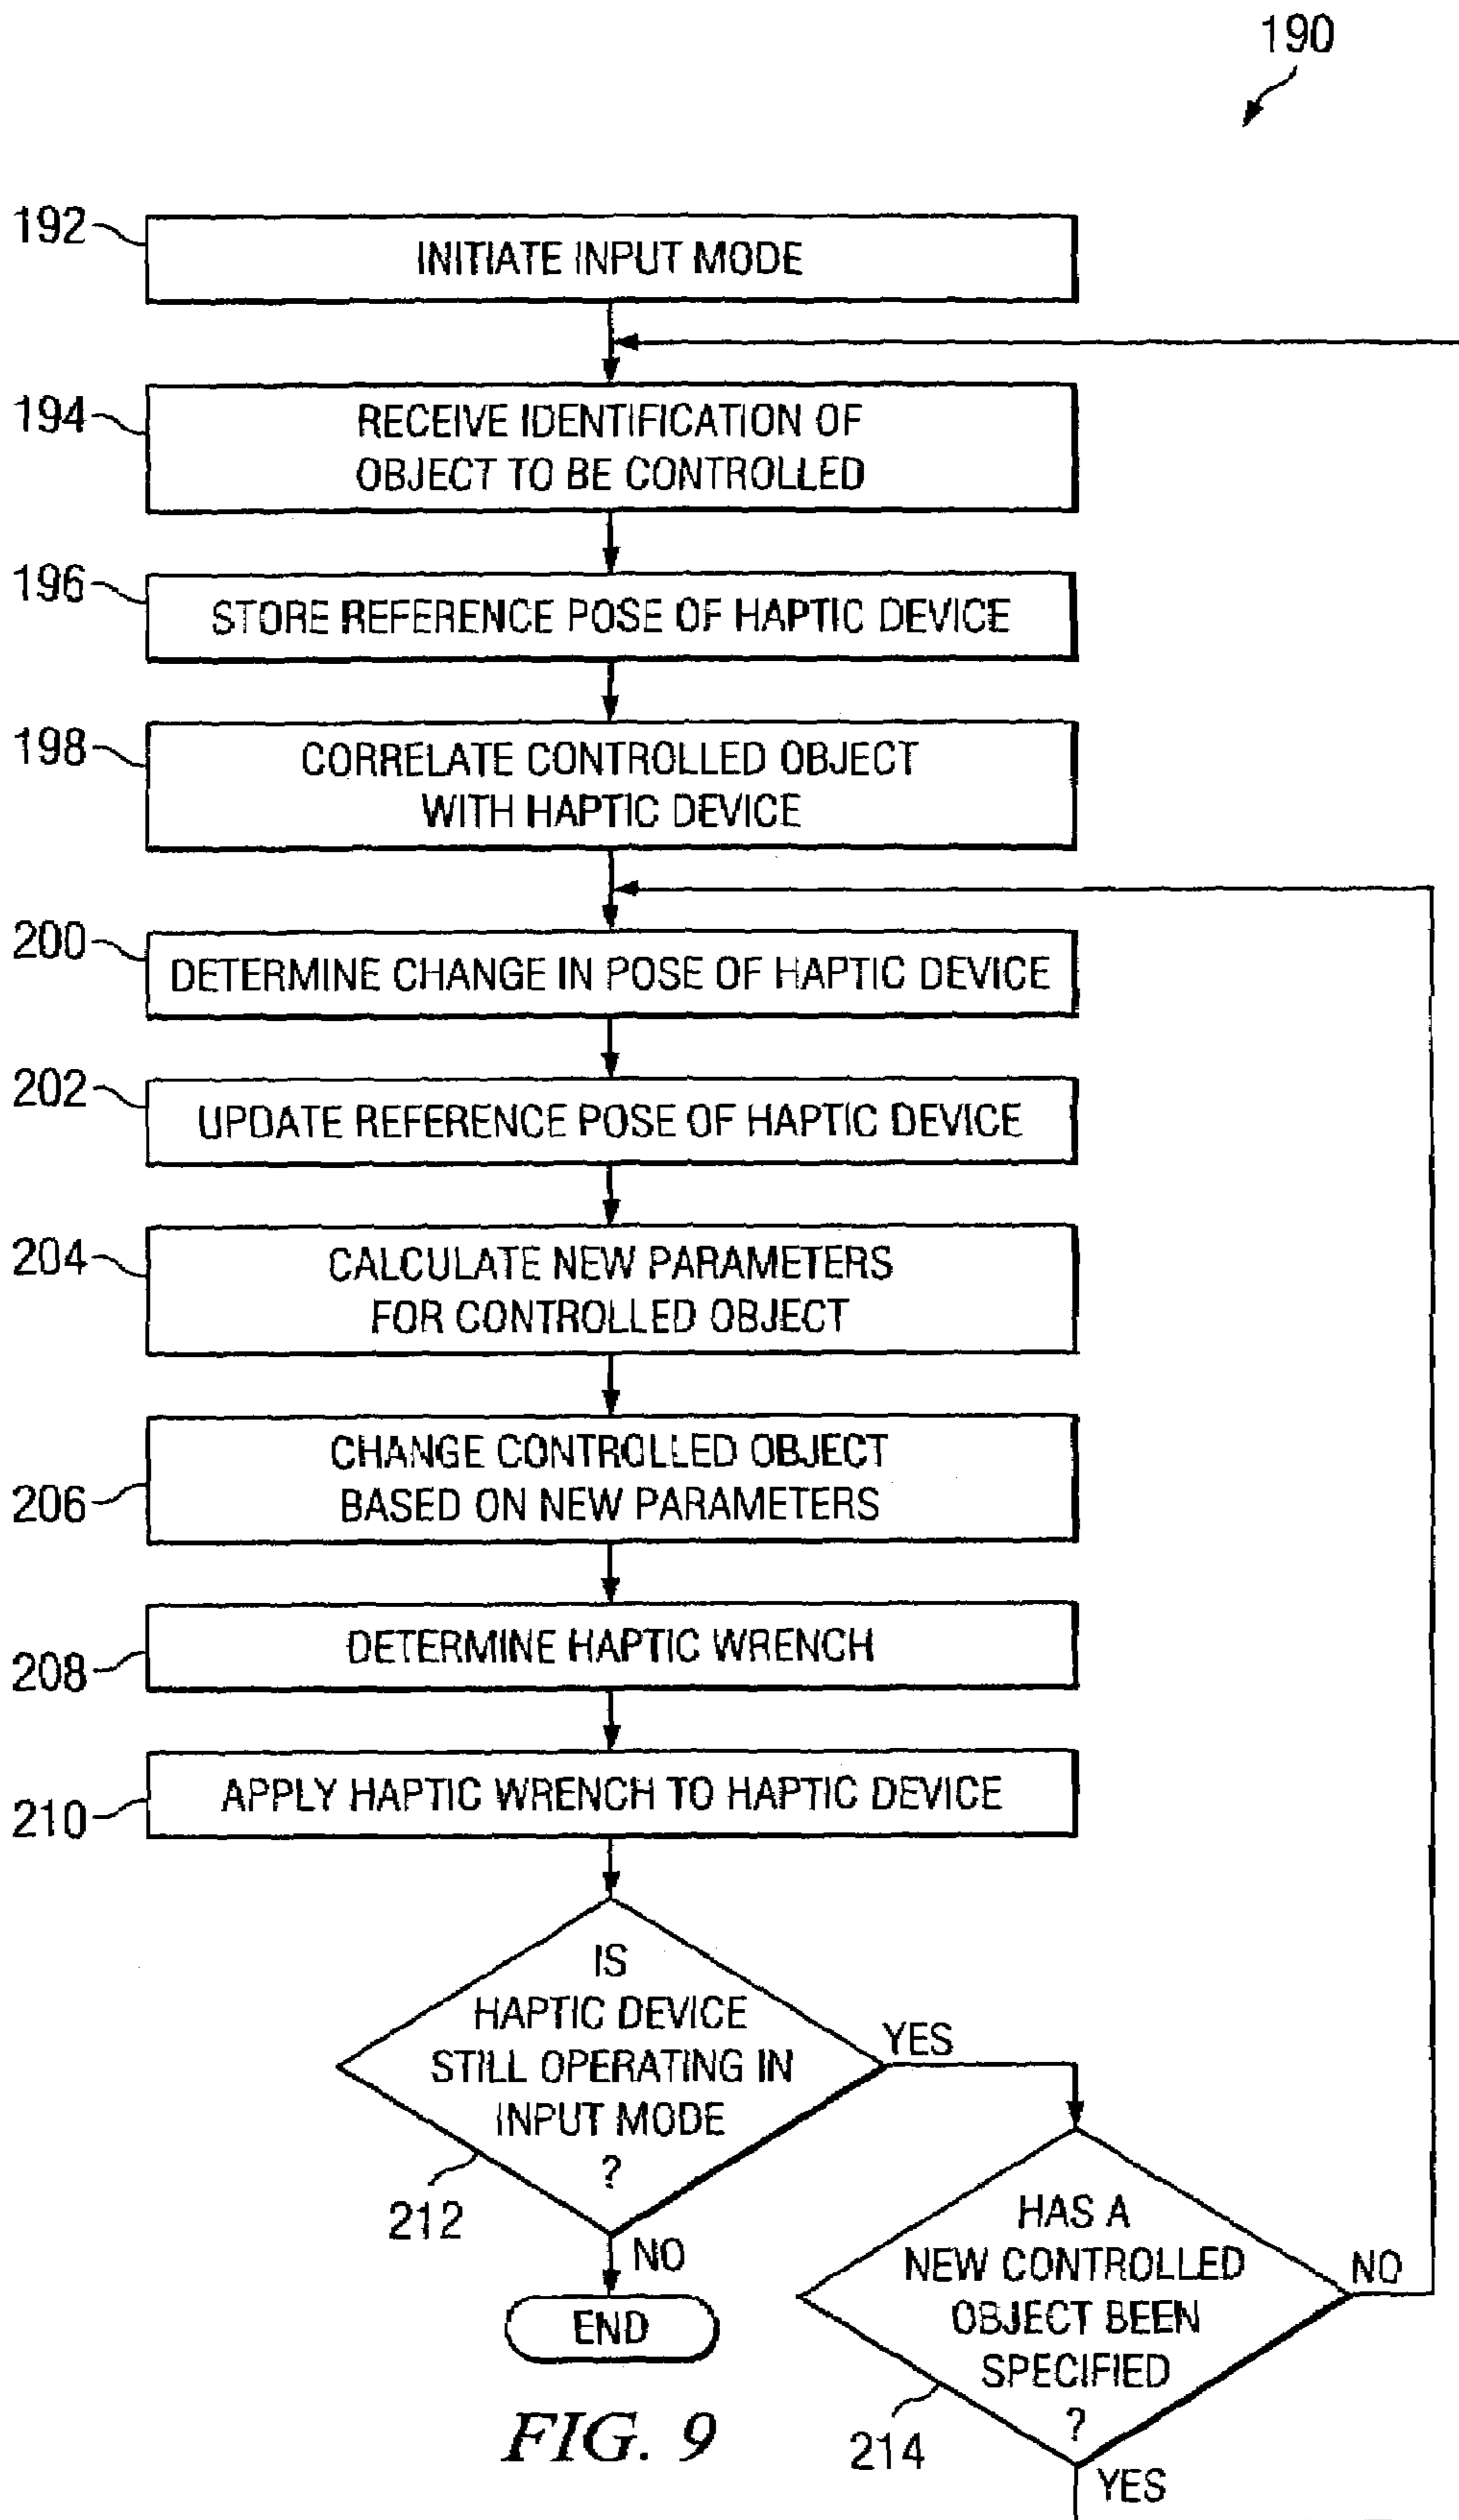 190
192
INITIATE INPUT MODE
194
RECEIVE IDENTIFICATION OF
OBJECT TO BE CONTROLLED
196
STORE REFERENCE POSE OF HAPTIC DEVICE
198
CORRELATE CONTROLLED OBJECT
WITH HAPTIC DEVICE
200
DETERMINE CHANGE IN POSE OF HAPTIC DEVICE
202
UPDATE REFERENCE POSE OF HAPTIC DEVICE
204
CALCULATE NEW PARAMETERS
FOR CONTROLLED OBJECT
206
CHANGE CONTROLLED OBJECT
BASED ON NEW PARAMETERS
208
DETERMINE HAPTIC WRENCH
210
APPLY HAPTIC WRENCH TO HAPTIC DEVICE
IS
HAPTIC DEVICE
STILL OPERATING IN
INPUT MODE
?
YES
212
NO
END
HAS A
NEW CONTROLLED
OBJECT BEEN
SPECIFIED
?
NO
214
YES
FIG. 9